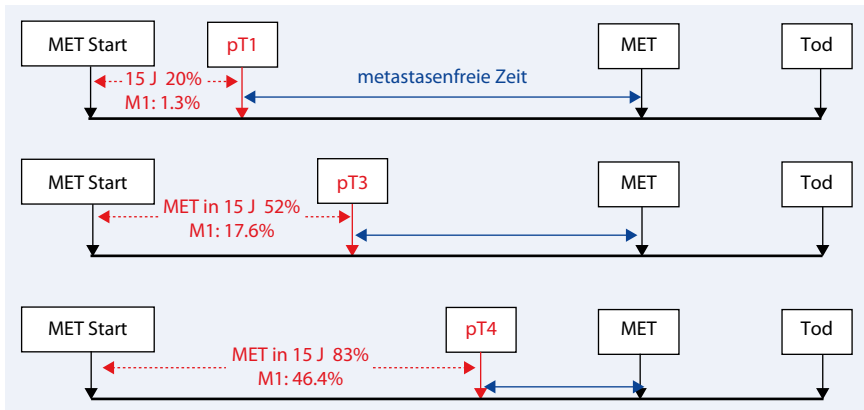 MET Start
pT1
MET
Tod
15 J 20%
M1: 1.3%
metastasenfreie Zeit
MET Start
pT3
MET
Tod
MET in 15 J 52%
M1: 17.6%
MET Start
pT4
MET
Tod
MET in 15 J 83%
M1: 46.4%